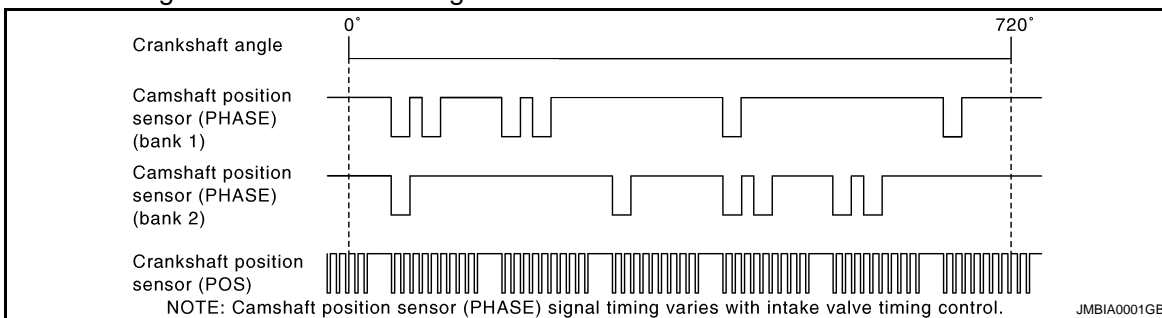 0˚ 720˚
Crankshaft angle
Camshaft position
sensor (PHASE)
(bank 1)
Camshaft position
sensor (PHASE)
(bank 2)
Crankshaft position
sensor (POS)
NOTE: Camshaft position sensor (PHASE) signal timing varies with intake valve timing control.
JMBIA0001GB